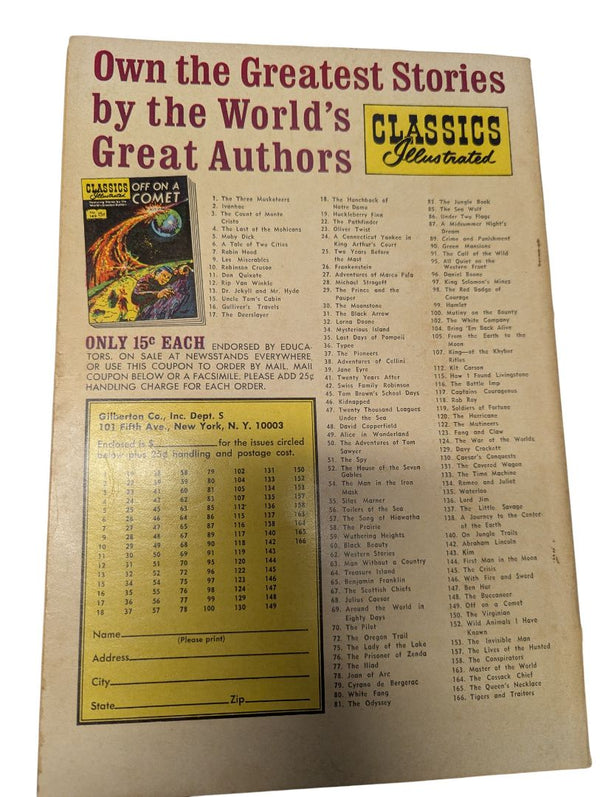 Own the Greatest Stories
by the World's
Great Authors
CLASSICS
Illustrated
CLASSICS
Illustrated
15¢
OFF ON A
COMET
1. The Three Musketeers
2. Ivanhoe
3. The Count of Monte
Cristo
4. The Last of the Mohicans
5. Moby Dick
6. A Tale of Two Cities
7. Robin Hood
9. Les Miserables
10. Robinson Crusoe
11. Don Quixote
12. Rip Van Winkle
13. Dr. Jekyll and Mr. Hyde
15. Uncle Tom's Cabin
16. Gulliver's Travels
17. The Deerslayer
ONLY 15¢ EACH ENDORSED BY EDUCA-
TORS. ON SALE AT NEWSSTANDS EVERYWHERE
OR USE THIS COUPON TO ORDER BY MAIL. MAIL
COUPON BELOW OR A FACSIMILE. PLEASE ADD 25¢
HANDLING CHARGE FOR EACH ORDER.
Gilberton Co., Inc. Dept. S
101 Fifth Ave., New York, N. Y. 10003
Enclosed is $ for the issues circled
below plus 25¢ handling and postage cost.
10 29 49 68 90 118 142 166
18 37 57 78 100 130 149
Name
(Please print)
Address
City
State Zip
18. The Hunchback of
Notre Dame
19. Huckleberry Finn
22. The Pathfinder
23. Oliver Twist
24. A Connecticut Yankee in
King Arthur's Court
25. Two Years Before
the Mast
26. Frankenstein
27. Adventures of Marco Polo
28. Michael Strogoff
29. The Prince and the
Pauper
30. The Moonstone
31. The Black Arrow
32. Lorna Doone
34. Mysterious Island
35. Last Days of Pompeii
36. Typee
37. The Pioneers
38. Adventures of Cellini
39. Jane Eyre
41. Twenty Years After
42. Swiss Family Robinson
45. Tom Brown's School Days
46. Kidnapped
47. Twenty Thousand Leagues
Under the Sea
48. David Copperfield
49. Alice in Wonderland
50. The Adventures of Tom
Sawyer
51. The Spy
52. The House of the Seven
Gables
54. The Man in the Iron
Mask
55. Silas Marner
56. Toilers of the Sea
57. The Song of Hiawatha
58. The Prairie
59. Wuthering Heights
60. Black Beauty
62. Western Stories
63. Man Without a Country
64. Treasure Island
65. Benjamin Franklin
67. The Scottish Chiefs
68. Julius Caesar
69. Around the World in
Eighty Days
70. The Pilot
72. The Oregon Trail
75. The Lady of the Lake
76. The Prisoner of Zenda
77. The Iliad
78. Joan of Arc
79. Cyrano de Bergerac
80. White Fang
81. The Odyssey
83. The Jungle Book
85. The Sea Wolf
86. Under Two Flags
87. A Midsummer Night's
Dream
89. Crime and Punishment
90. Green Mansions
91. The Call of the Wild
95. All Quiet on the
Western Front
96. Daniel Boone
97. King Solomon's Mines
98. The Red Badge of
Courage
99. Hamlet
100. Mutiny on the Bounty
102. The White Company
104. Bring 'Em Back Alive
105. From the Earth to the
Moon
107. King—of the Khyber
Rifles
112. Kit Carson
115. How I Found Livingstone
116. The Bottle Imp
117. Captains Courageous
118. Rob Roy
119. Soldiers of Fortune
120. The Hurricane
122. The Mutineers
123. Fang and Claw
124. The War of the Worlds
129. Davy Crockett
130. Caesar's Conquests
131. The Covered Wagon
133. The Time Machine
134. Romeo and Juliet
135. Waterloo
136. Lord Jim
137. The Little Savage
138. A Journey to the Center
of the Earth
140. On Jungle Trails
142. Abraham Lincoln
143. Kim
144. First Man in the Moon
145. The Crisis
146. With Fire and Sword
147. Ben Hur
148. The Buccaneer
149. Off on a Comet
150. The Virginian
152. Wild Animals I Have
Known
153. The Invisible Man
157. The Lives of the Hunted
158. The Conspirators
163. Master of the World
164. The Cossack Chief
165. The Queen's Necklace
166. Tigers and Traitors